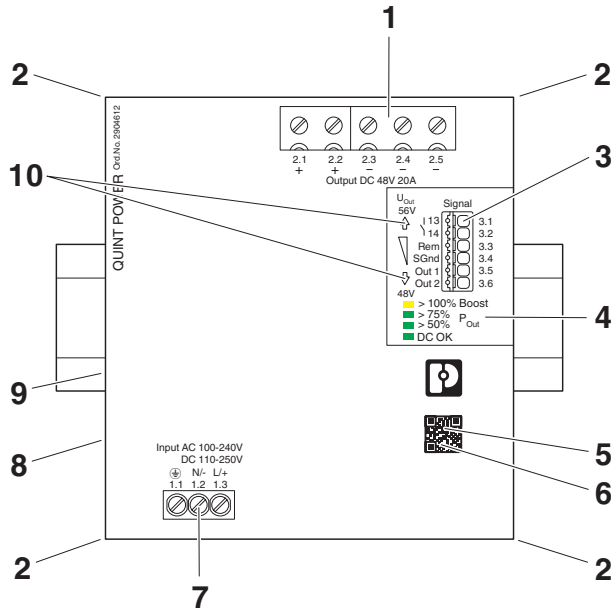 1
2
2
QUINT POWER Ord.No. 2904612
2.1 2.2 2.3 2.4 2.5
+ + – – –
Output DC 48V 20A
10
3
U Out
56V
Signal
13 3.1
14 3.2
Rem 3.3
SGnd 3.4
Out 1 3.5
Out 2 3.6
48V
> 100% Boost
> 75%
> 50%
P Out
DC OK
4
9
8
5
6
Input AC 100-240V
DC 110-250V
N/- L/+
1.1 1.2 1.3
2
7
2